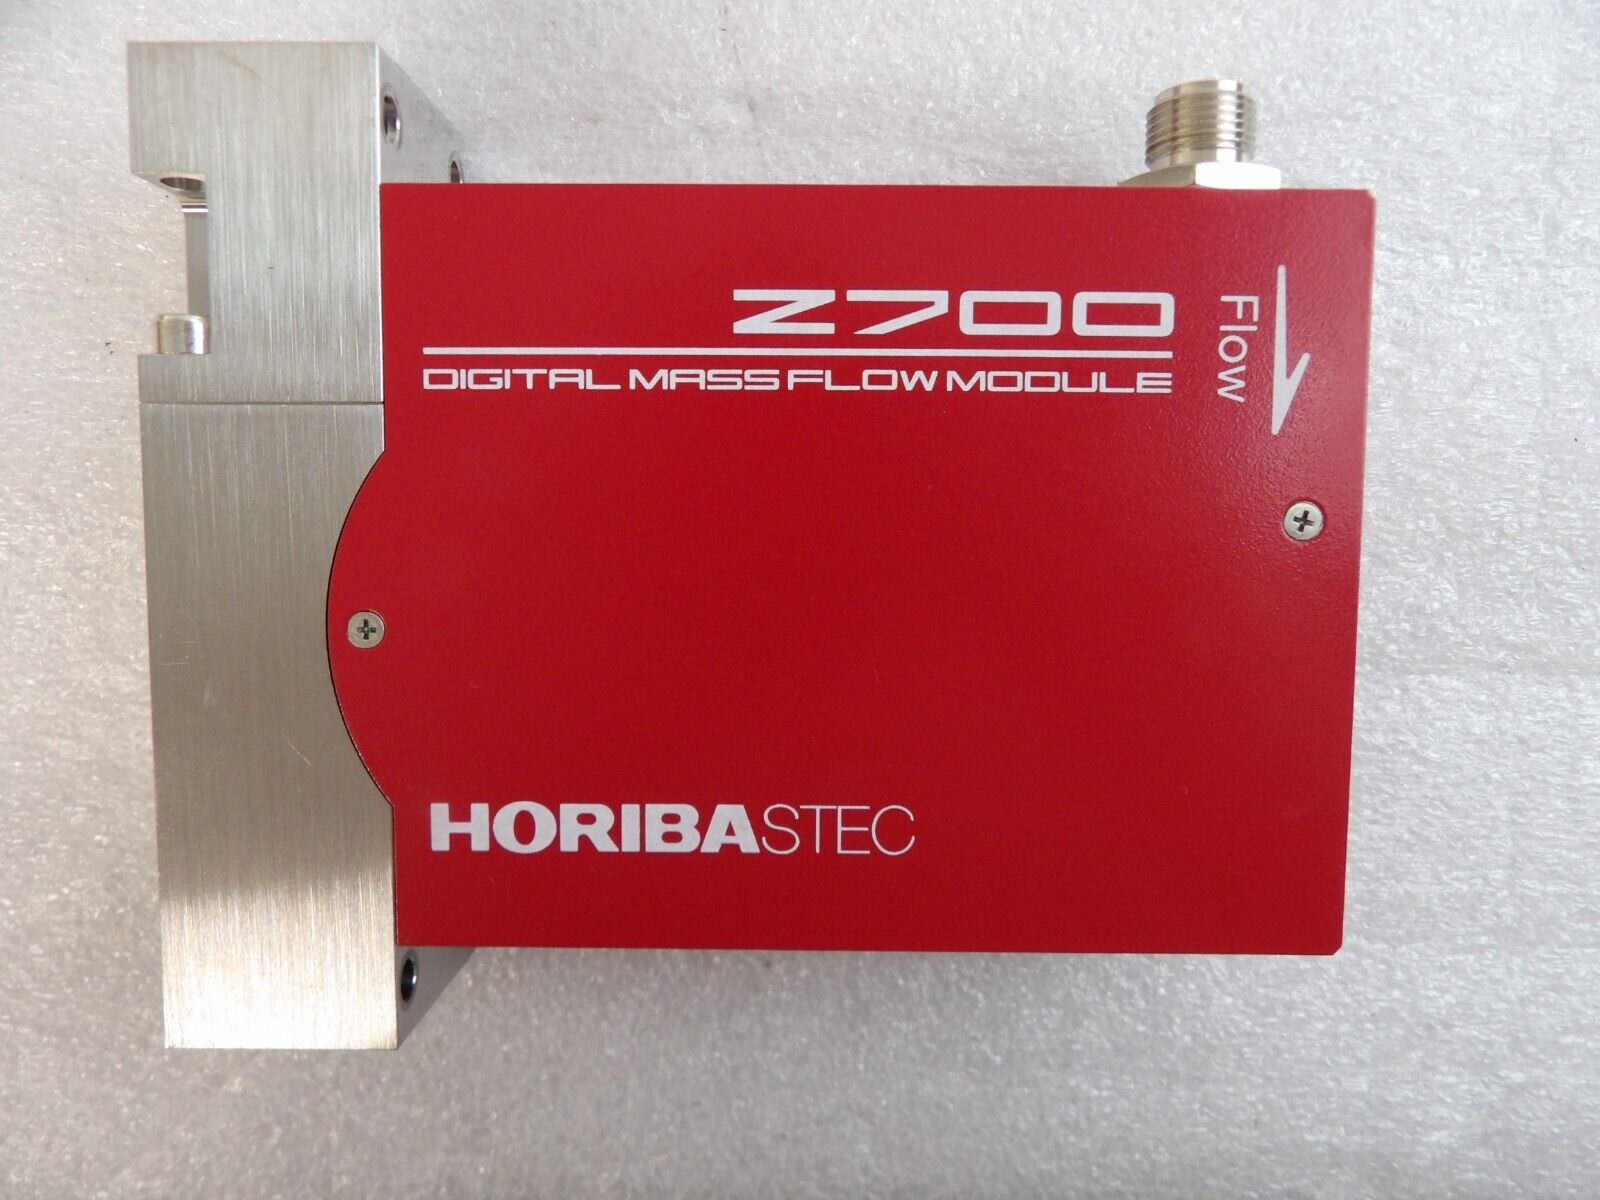 Z700
DIGITAL MASS FLOW MODULE
Flow
HORIBASTEC